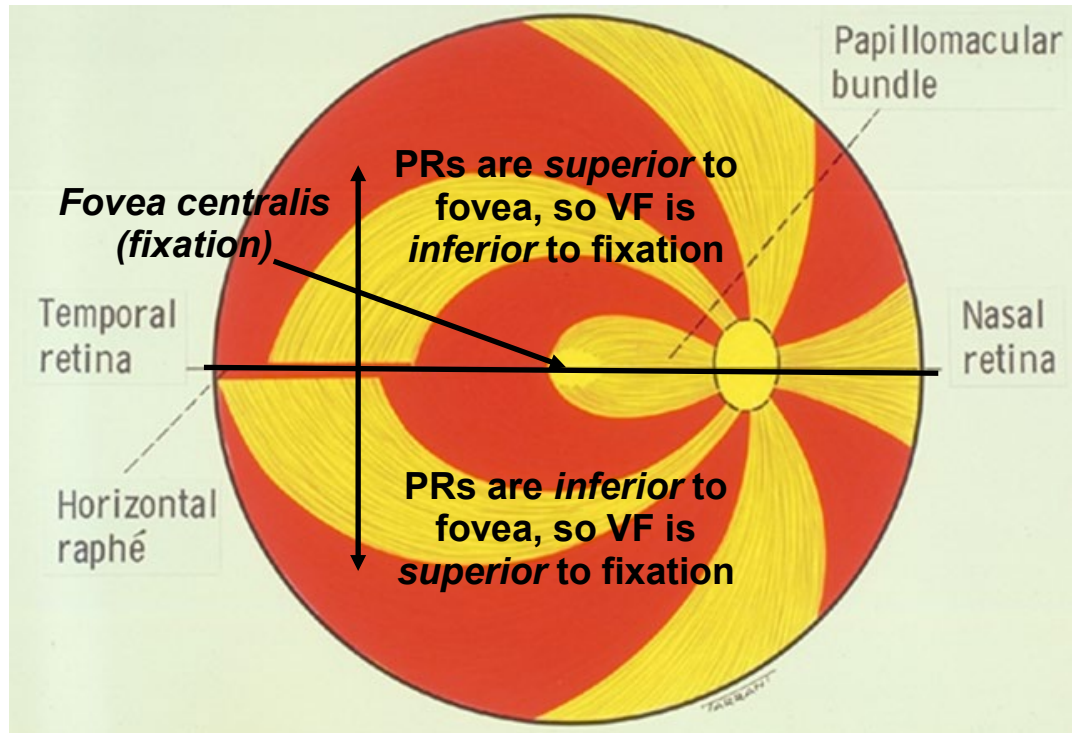 Papillomacular
bundle
PRs are superior to
fovea, so VF is
inferior to fixation
Fovea centralis
(fixation)
Temporal
retina
Nasal
retina
Horizontal
raphé
PRs are inferior to
fovea, so VF is
superior to fixation
TARRANT